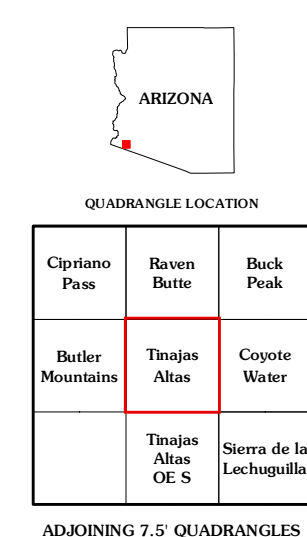 ARIZONA
QUADRANGLE LOCATION
Cipriano
Pass
Raven
Butte
Buck
Peak
Butler
Mountains
Tinajas
Altas
Coyote
Water
Tinajas
Altas
OE S
Sierra de la
Lechuguilla
ADJOINING 7.5' QUADRANGLES